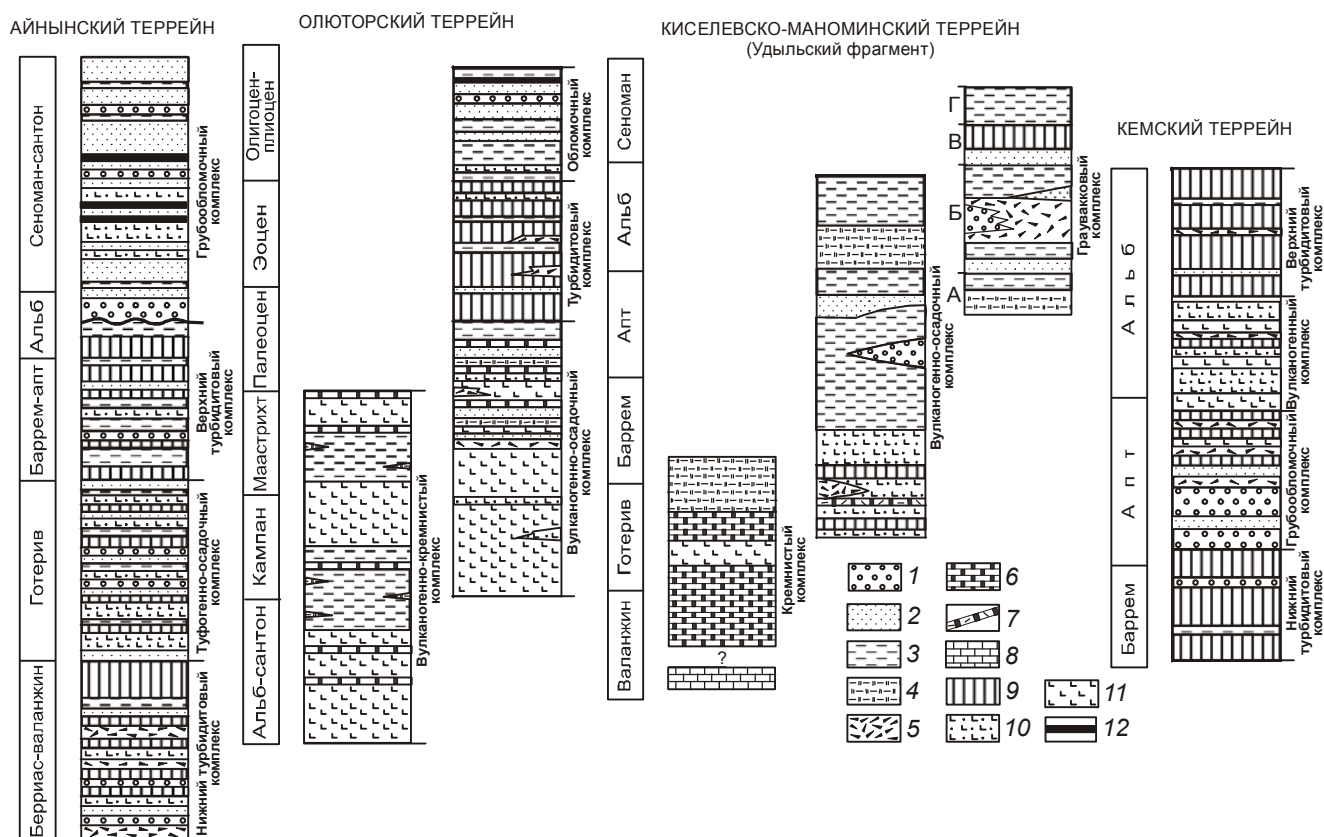 АЙНЫНСКИЙ ТЕРРЕЙН
Сеноман-сантон
Альб
Баррем-апт
Готерив
Берриас-валанжин
Грубообломочный
комплекс
Верхний
турбидитовый
комплекс
Туфогенно-осадочный
комплекс
Нижний турбидитовый
комплекс
ОЛЮТОРСКИЙ ТЕРРЕЙН
Олигоцен-
плиоцен
Эоцен
Палеоцен
Маастрихт
Кампан
Альб-сантон
Вулканогенно-кремнистый
комплекс
Обломочный
комплекс
Турбидитовый
комплекс
Вулканогенно-осадочный
комплекс
КИСЕЛЕВСКО-МАНОМИНСКИЙ ТЕРРЕЙН
(Удыльский фрагмент)
Сеноман
Альб
Апт
Баррем
Готерив
Валанжин
Кремнистый
комплекс
?
Вулканогенно-осадочный
комплекс
Г
В
Б
А
Граувакковый
комплекс
КЕМСКИЙ ТЕРРЕЙН
Альб
Апт
Баррем
Верхний
турбидитовый
комплекс
Вулканогенный
комплекс
Грубообломочный
комплекс
Нижний
турбидитовый
комплекс
1
2
3
4
5
6
7
8
9
10
11
12